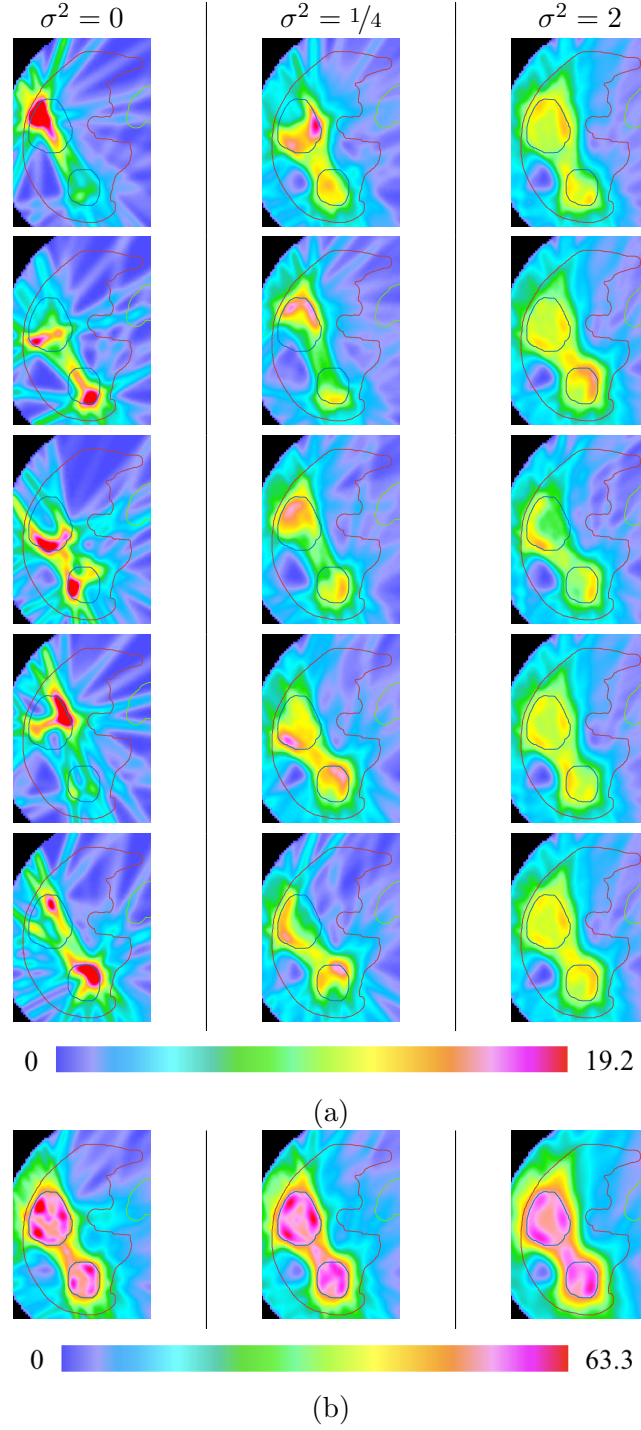 σ² = 0 σ² = 1/4 σ² = 2
0 19.2
(a)
0 63.3
(b)